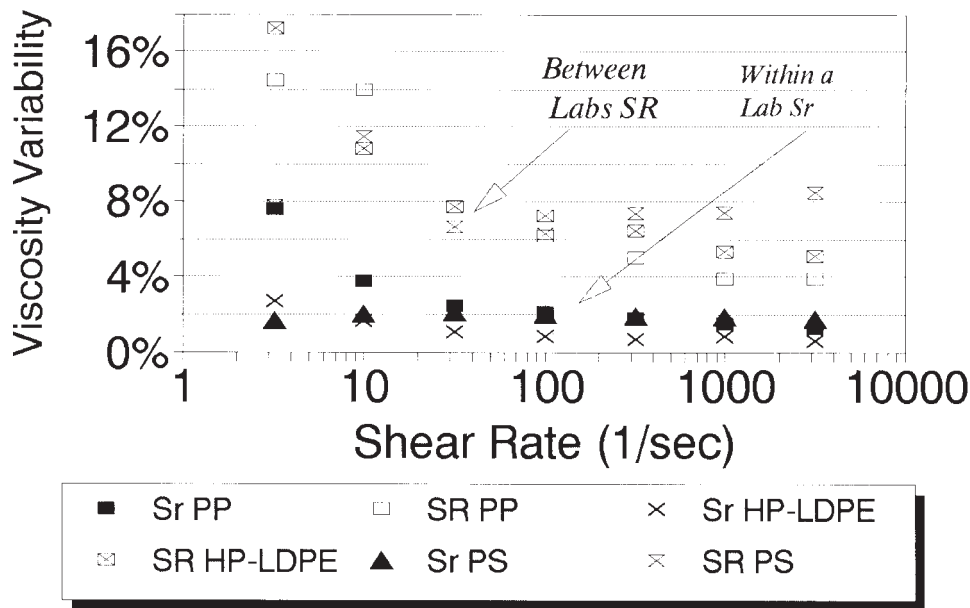 Viscosity Variability
16%
12%
8%
4%
0%
Between
Labs SR
Within a
Lab Sr
1 10 100 1000 10000
Shear Rate (1/sec)
Sr PP SR PP Sr HP-LDPE
SR HP-LDPE Sr PS SR PS